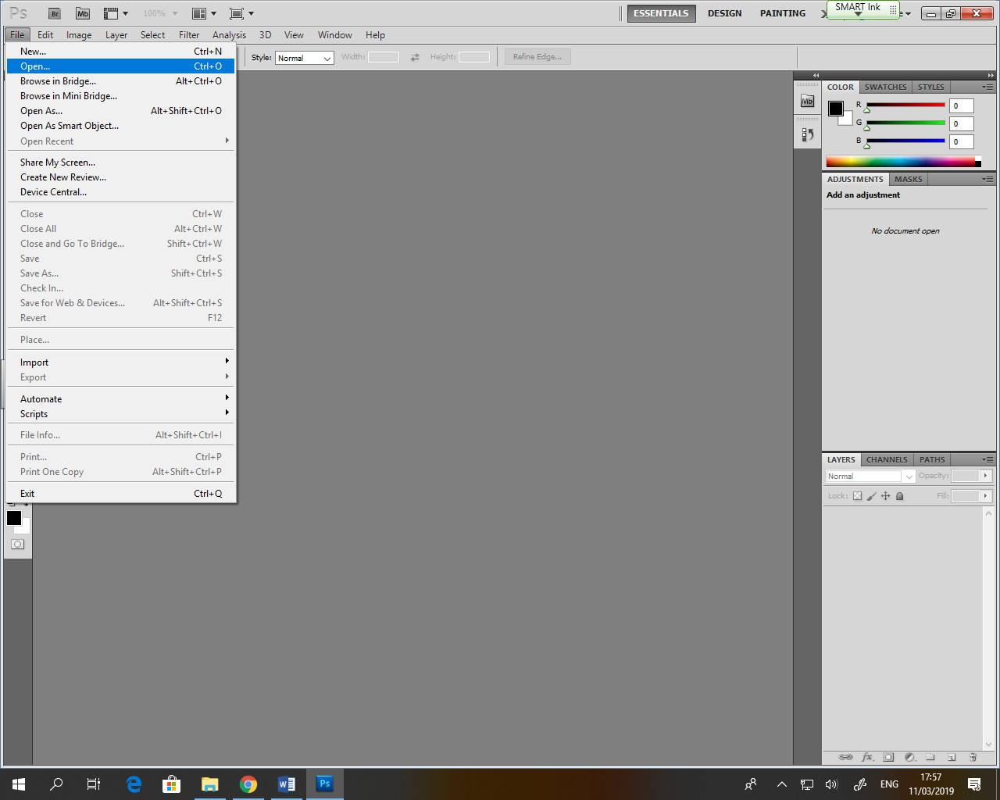 Ps Br Mb 100% ESSENTIALS DESIGN PAINTING SMART Ink
File Edit Image Layer Select Filter Analysis 3D View Window Help
Style: Normal Width: Height: Refine Edge...
New... Ctrl+N
Open... Ctrl+O
Browse in Bridge... Alt+Ctrl+O
Browse in Mini Bridge...
Open As... Alt+Shift+Ctrl+O
Open As Smart Object...
Open Recent
Share My Screen...
Create New Review...
Device Central...
Close Ctrl+W
Close All Alt+Ctrl+W
Close and Go To Bridge... Shift+Ctrl+W
Save Ctrl+S
Save As... Shift+Ctrl+S
Check In...
Save for Web & Devices... Alt+Shift+Ctrl+S
Revert F12
Place...
Import
Export
Automate
Scripts
File Info... Alt+Shift+Ctrl+I
Print... Ctrl+P
Print One Copy Alt+Shift+Ctrl+P
Exit Ctrl+Q
Mb
COLOR SWATCHES STYLES
R 0
G 0
B 0
ADJUSTMENTS MASKS
Add an adjustment
No document open
LAYERS CHANNELS PATHS
Normal Opacity:
Lock: Fill:
fx
W Ps ENG 17:57
11/03/2019